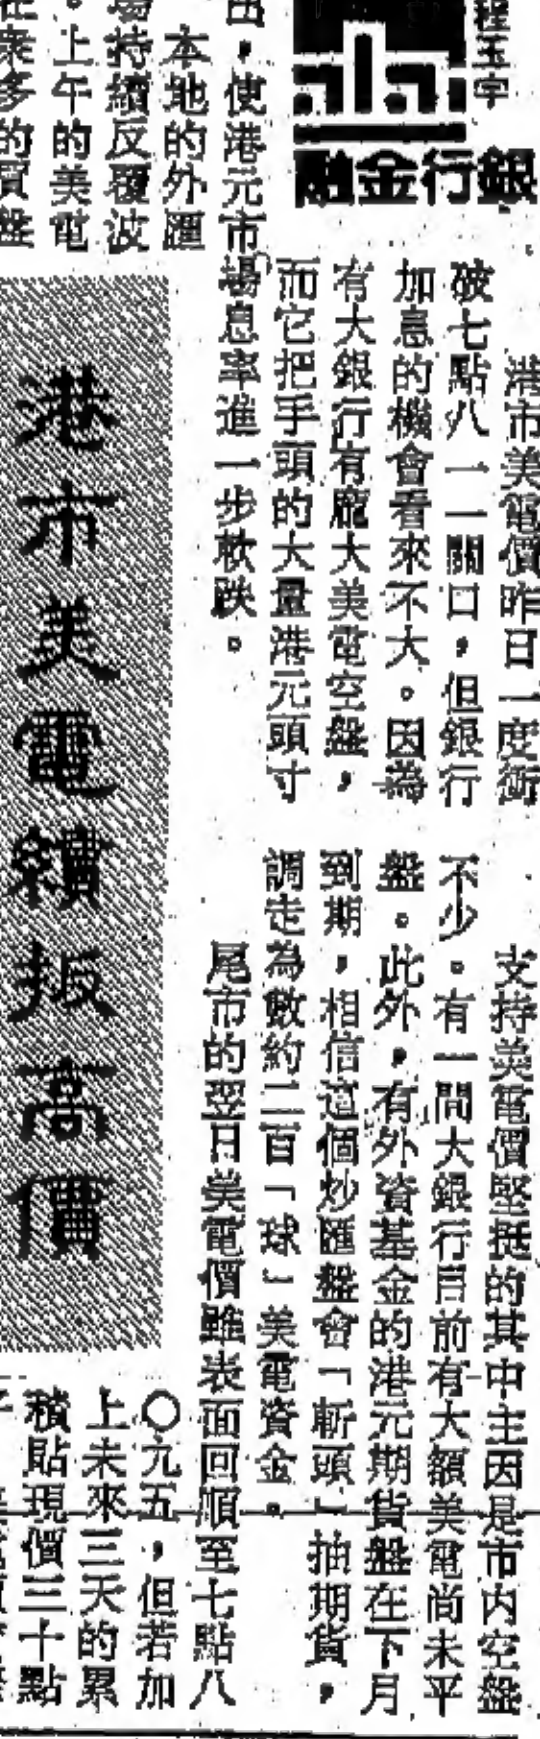 程玉宇
銀行金融
港市美電續扳高價
港市美電價昨日一度衝
破七點八一一關口，但銀行
加息的機會看來不大。因為
有大銀行有龐大美電空盤，
而它把手頭的大量港元頭寸
出，使港元市場息率進一步軟跌。
本地的外匯
場持續反覆波
。上午的美電
在衆多的買盤
支持美電價堅挺的其中主因是市內空盤
不少。有一間大銀行目前有大額美電尚未平
盤。此外，有外資基金的港元期貨盤在下月
到期，相信這個炒匯盤會「斬頭」抽期貨，
調走為數約二百「球」美電資金。
尾市的翌日美電價雖表面回順至七點八
〇九五，但若加
上未來三天的累
積貼現價三十點